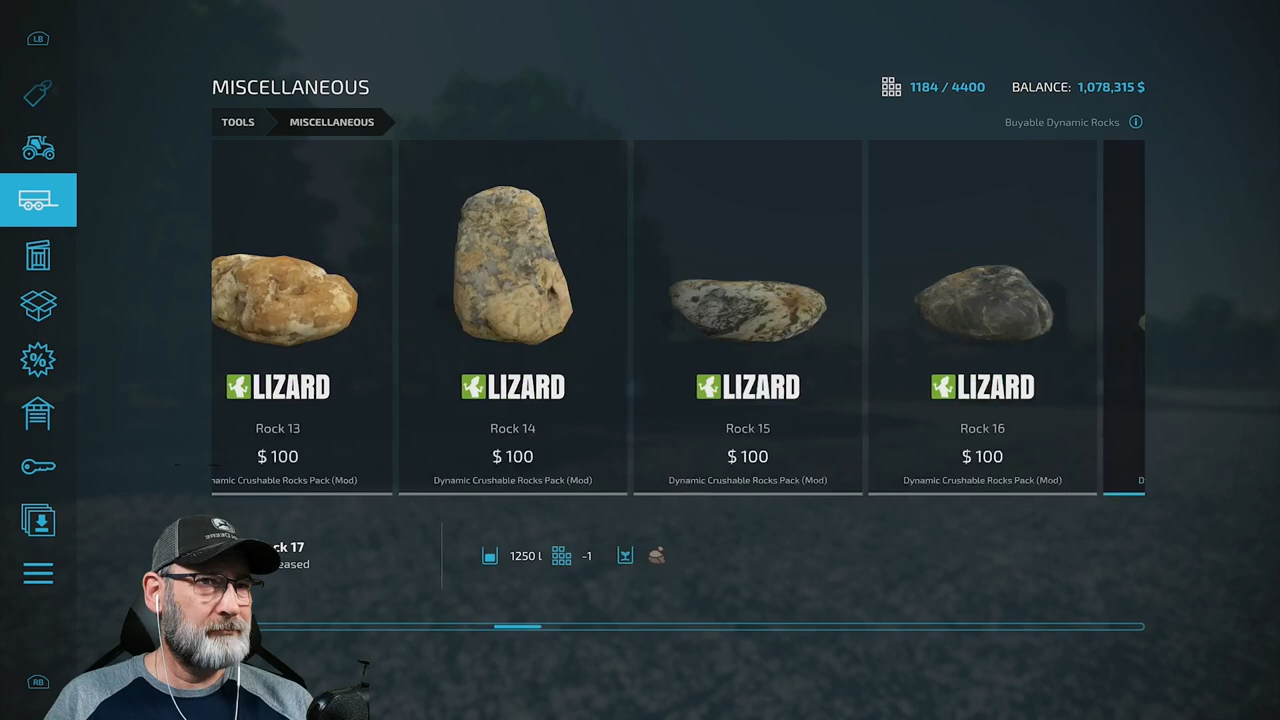 LB
MISCELLANEOUS
1184 / 4400 BALANCE: 1,078,315 $
TOOLS MISCELLANEOUS
Buyable Dynamic Rocks
LIZARD LIZARD LIZARD LIZARD
Rock 13 Rock 14 Rock 15 Rock 16
$ 100 $ 100 $ 100 $ 100
namic Crushable Rocks Pack (Mod) Dynamic Crushable Rocks Pack (Mod) Dynamic Crushable Rocks Pack (Mod) Dynamic Crushable Rocks Pack (Mod) D
ck 17
eased
1250 l -1
RB